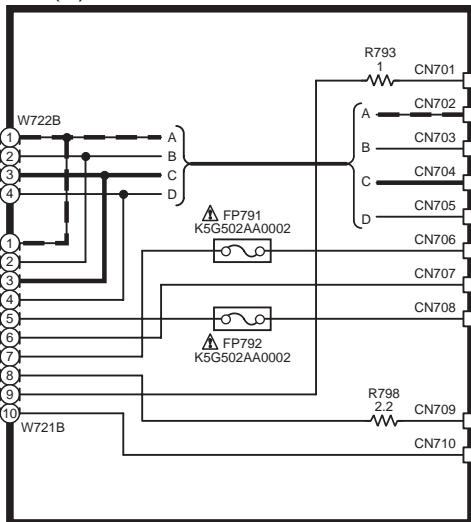 R793
1
CN701
W722B
A
CN702
1
A
2
B
B
CN703
3
C
C
CN704
4
D
D
CN705
FP791
K5G502AA0002
CN706
1
2
CN707
3
4
CN708
5
6
FP792
K5G502AA0002
7
8
R798
2.2
9
CN709
10
W721B
CN710